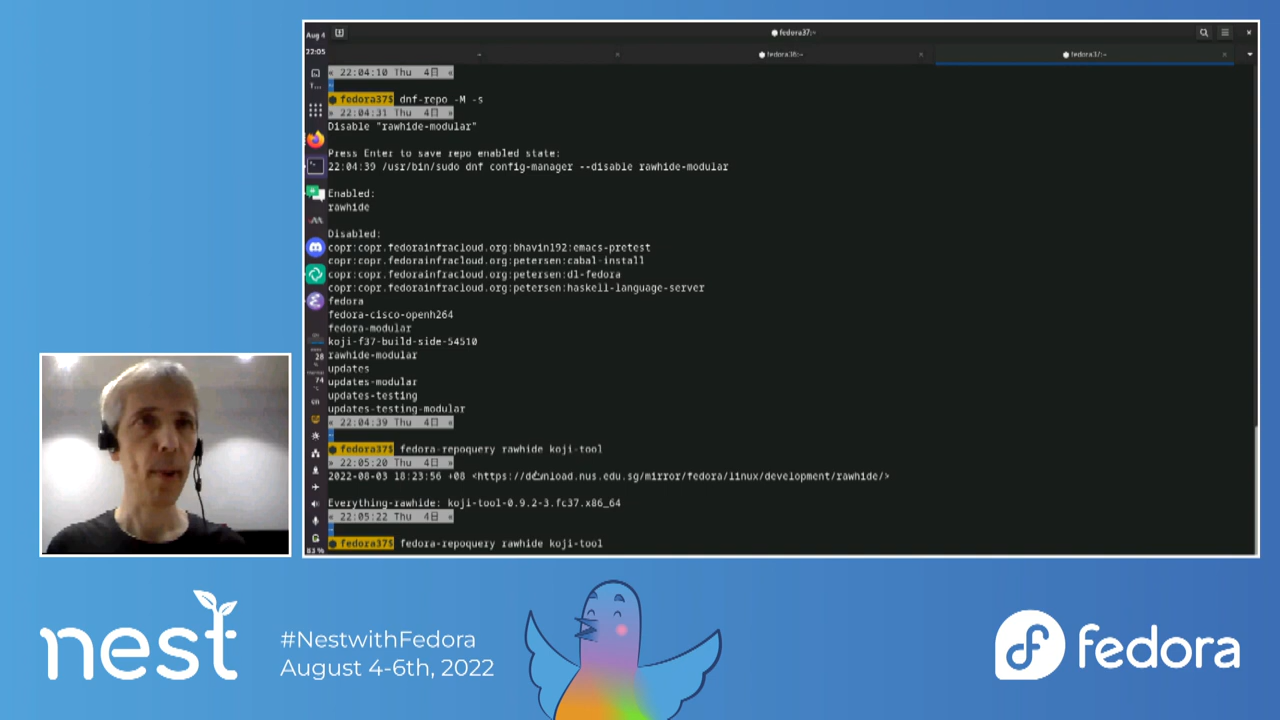 Aug 4
fedora37:~
22:05
T...
~
fedora36:~
fedora37:~
« 22:04:10 Thu 4日 «
~
fedora37$ dnf-repo -M -s
» 22:04:31 Thu 4日 »
Disable "rawhide-modular"
Press Enter to save repo enabled state:
22:04:39 /usr/bin/sudo dnf config-manager --disable rawhide-modular
Enabled:
rawhide
Disabled:
copr:copr.fedorainfracloud.org:bhavin192:emacs-pretest
copr:copr.fedorainfracloud.org:petersen:cabal-install
copr:copr.fedorainfracloud.org:petersen:dl-fedora
copr:copr.fedorainfracloud.org:petersen:haskell-language-server
fedora
fedora-cisco-openh264
fedora-modular
koji-f37-build-side-54510
rawhide-modular
updates
updates-modular
updates-testing
updates-testing-modular
« 22:04:39 Thu 4日 «
~
fedora37$ fedora-repoquery rawhide koji-tool
» 22:05:20 Thu 4日 »
2022-08-03 18:23:56 +08 <https://download.nus.edu.sg/mirror/fedora/linux/development/rawhide/>
Everything-rawhide: koji-tool-0.9.2-3.fc37.x86_64
« 22:05:22 Thu 4日 «
~
fedora37$ fedora-repoquery rawhide koji-tool
28
%
74
°C
en
83 %
nest
#NestwithFedora
August 4-6th, 2022
fedora